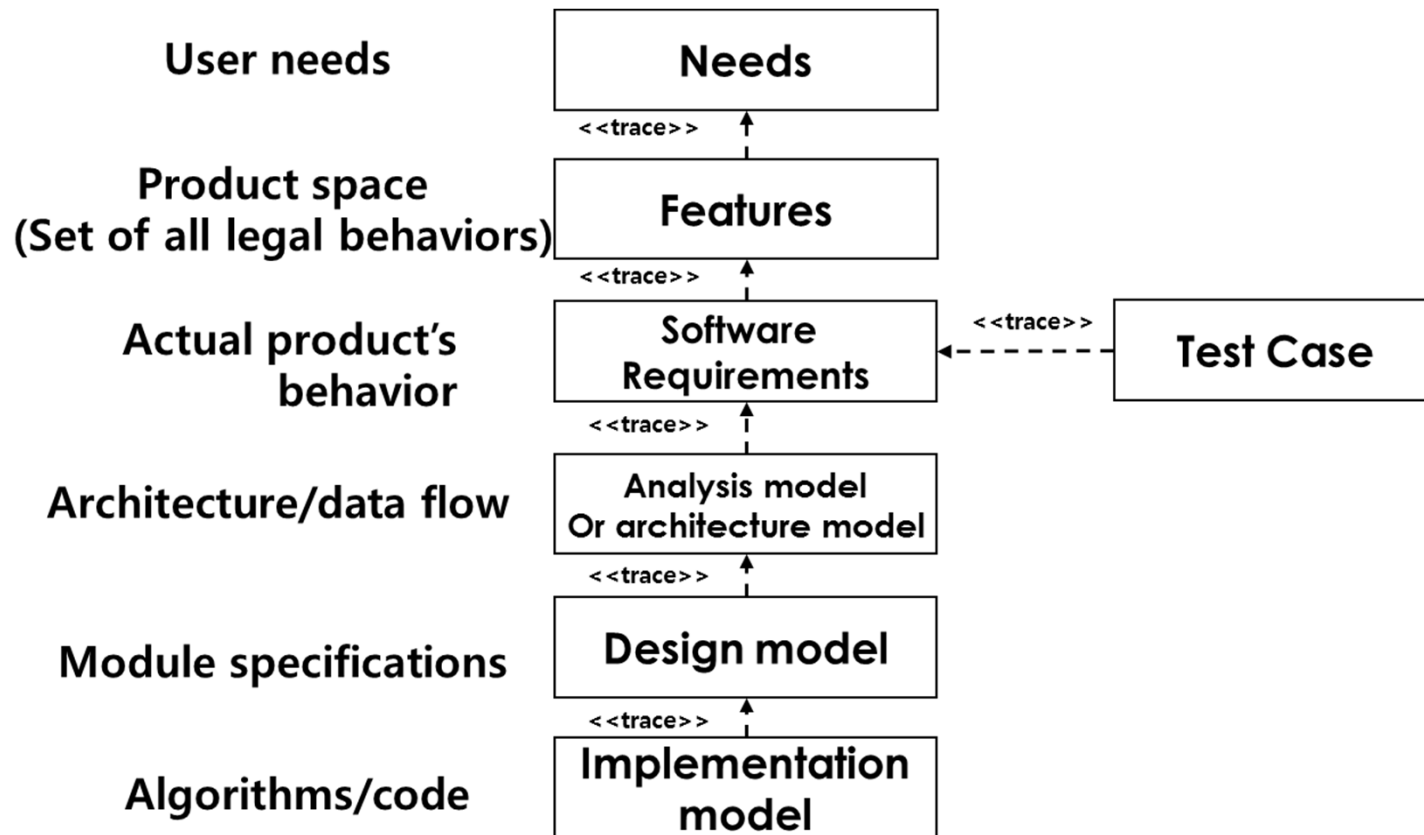 User needs
Needs
<<trace>>
Product space
(Set of all legal behaviors)
Features
<<trace>>
Actual product's
behavior
Software
Requirements
<<trace>>
Test Case
<<trace>>
Architecture/data flow
Analysis model
Or architecture model
<<trace>>
Module specifications
Design model
<<trace>>
Algorithms/code
Implementation
model